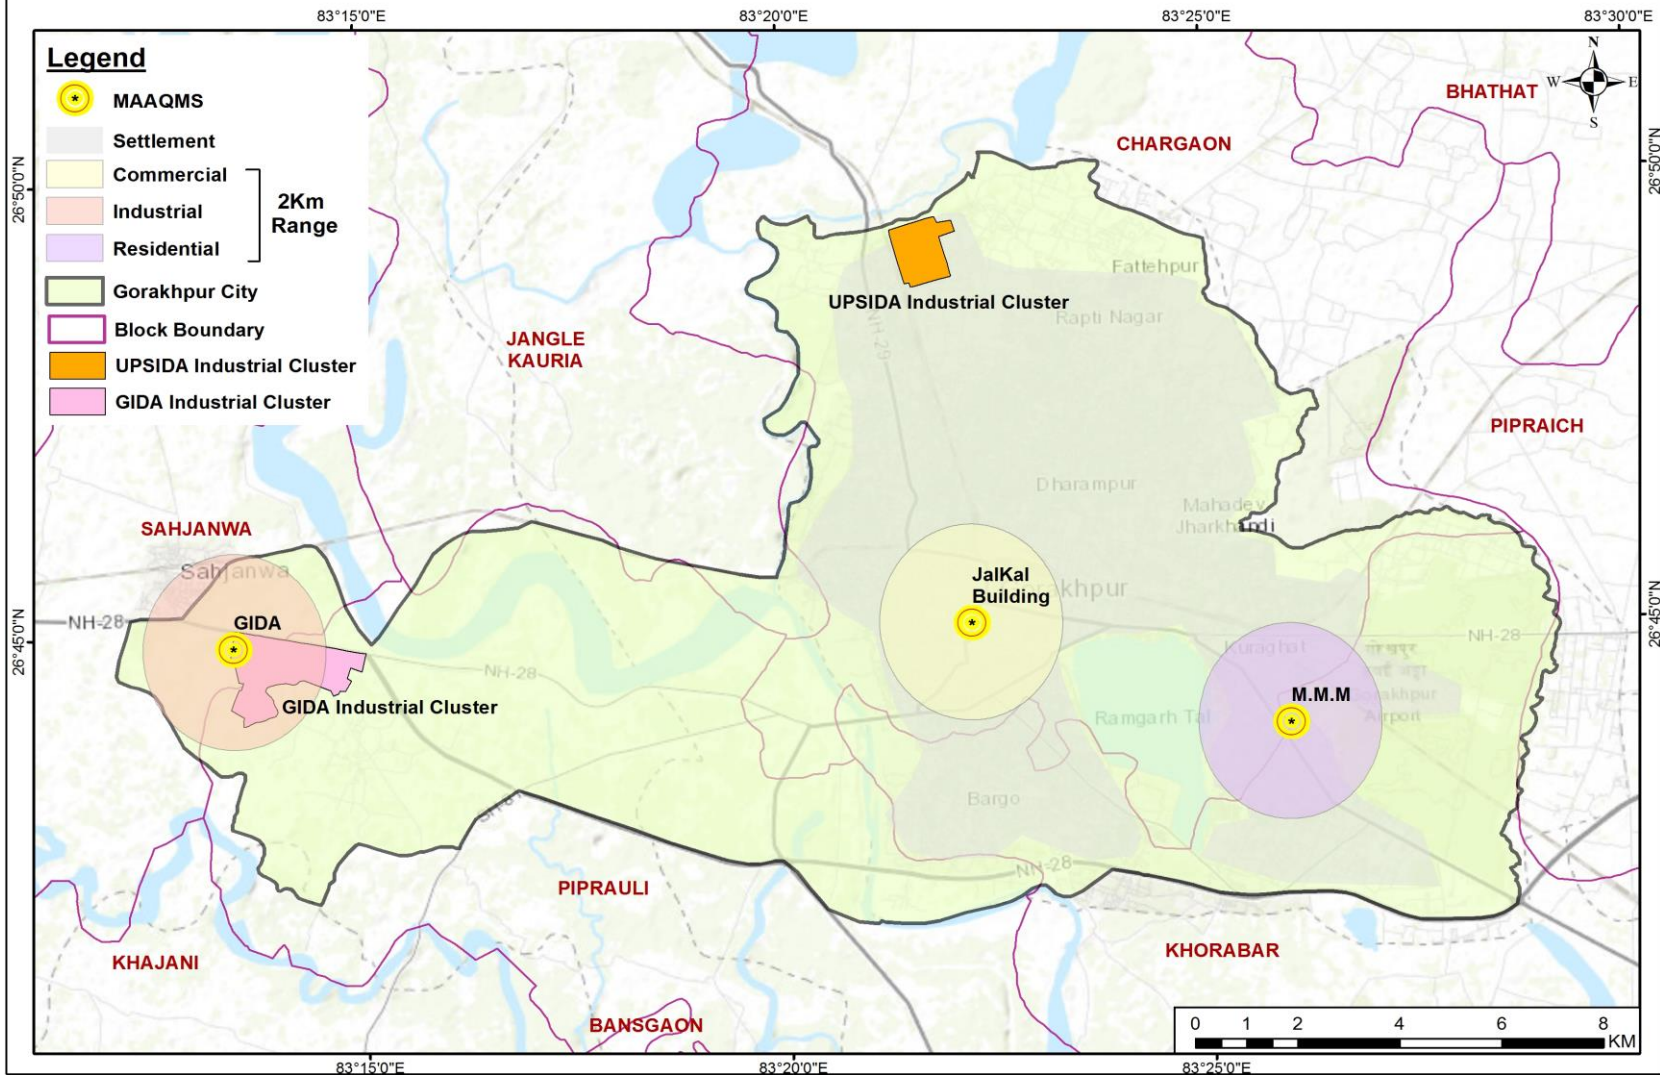 83°15'0"E
83°20'0"E
83°25'0"E
83°30'0"E
Legend
MAAQMS
Settlement
Commercial
Industrial
Residential
2Km
Range
Gorakhpur City
Block Boundary
UPSIDA Industrial Cluster
GIDA Industrial Cluster
N
W
E
S
BHATHAT
CHARGAON
26°50'0"N
26°50'0"N
Fattehpur
UPSIDA Industrial Cluster
Rapti Nagar
NH-29
JANGLE
KAURIA
PIPRAICH
Dharampur
Mahadev
Jharkhandi
SAHJANWA
Sahjanwa
JalKal
Building
Gorakhpur
NH-28
GIDA
26°45'0"N
26°45'0"N
NH-28
Kuraghat
NH-28
GIDA Industrial Cluster
M.M.M
Gorakhpur
Airport
Ramgarh Tal
Bargo
NH-28
PIPRAULI
KHAJANI
KHORABAR
BANSGAON
0 1 2 4 6 8
KM
83°15'0"E
83°20'0"E
83°25'0"E